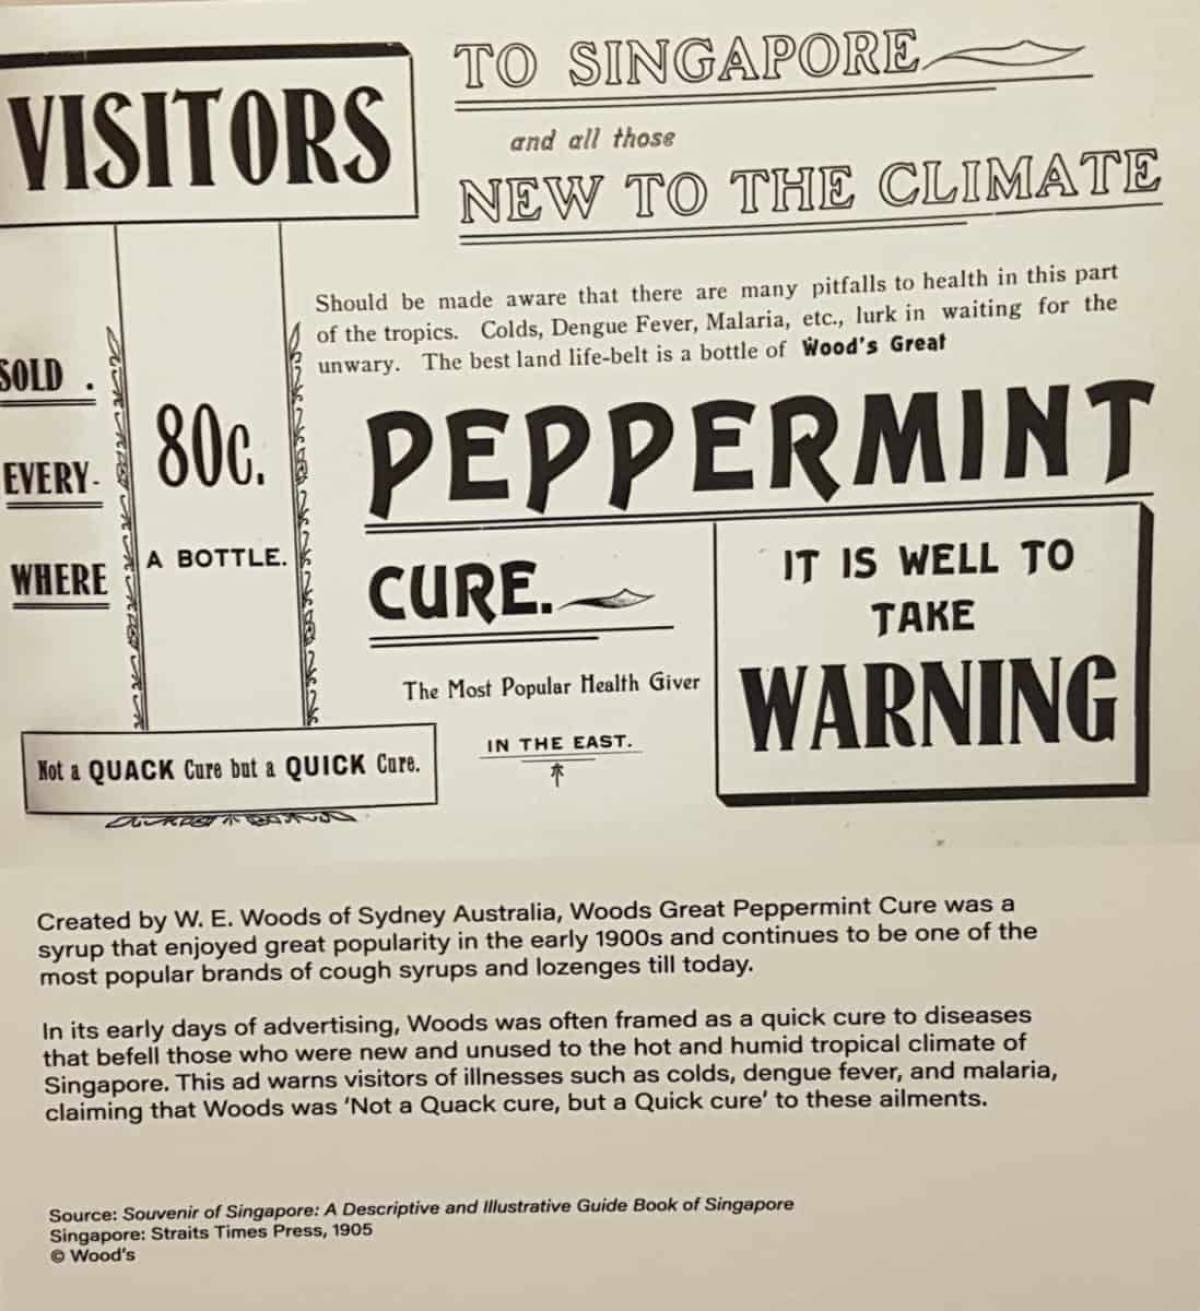 VISITORS
TO SINGAPORE
and all those
NEW TO THE CLIMATE
Should be made aware that there are many pitfalls to health in this part
of the tropics. Colds, Dengue Fever, Malaria, etc., lurk in waiting for the
unwary. The best land life-belt is a bottle of Wood's Great
PEPPERMINT
CURE.
The Most Popular Health Giver
IN THE EAST.
IT IS WELL TO
TAKE
WARNING
SOLD .
EVERY-
WHERE
80c.
A BOTTLE.
Not a QUACK Cure but a QUICK Cure.
Created by W. E. Woods of Sydney Australia, Woods Great Peppermint Cure was a
syrup that enjoyed great popularity in the early 1900s and continues to be one of the
most popular brands of cough syrups and lozenges till today.
In its early days of advertising, Woods was often framed as a quick cure to diseases
that befell those who were new and unused to the hot and humid tropical climate of
Singapore. This ad warns visitors of illnesses such as colds, dengue fever, and malaria,
claiming that Woods was 'Not a Quack cure, but a Quick cure' to these ailments.
Source: Souvenir of Singapore: A Descriptive and Illustrative Guide Book of Singapore
Singapore: Straits Times Press, 1905
© Wood's